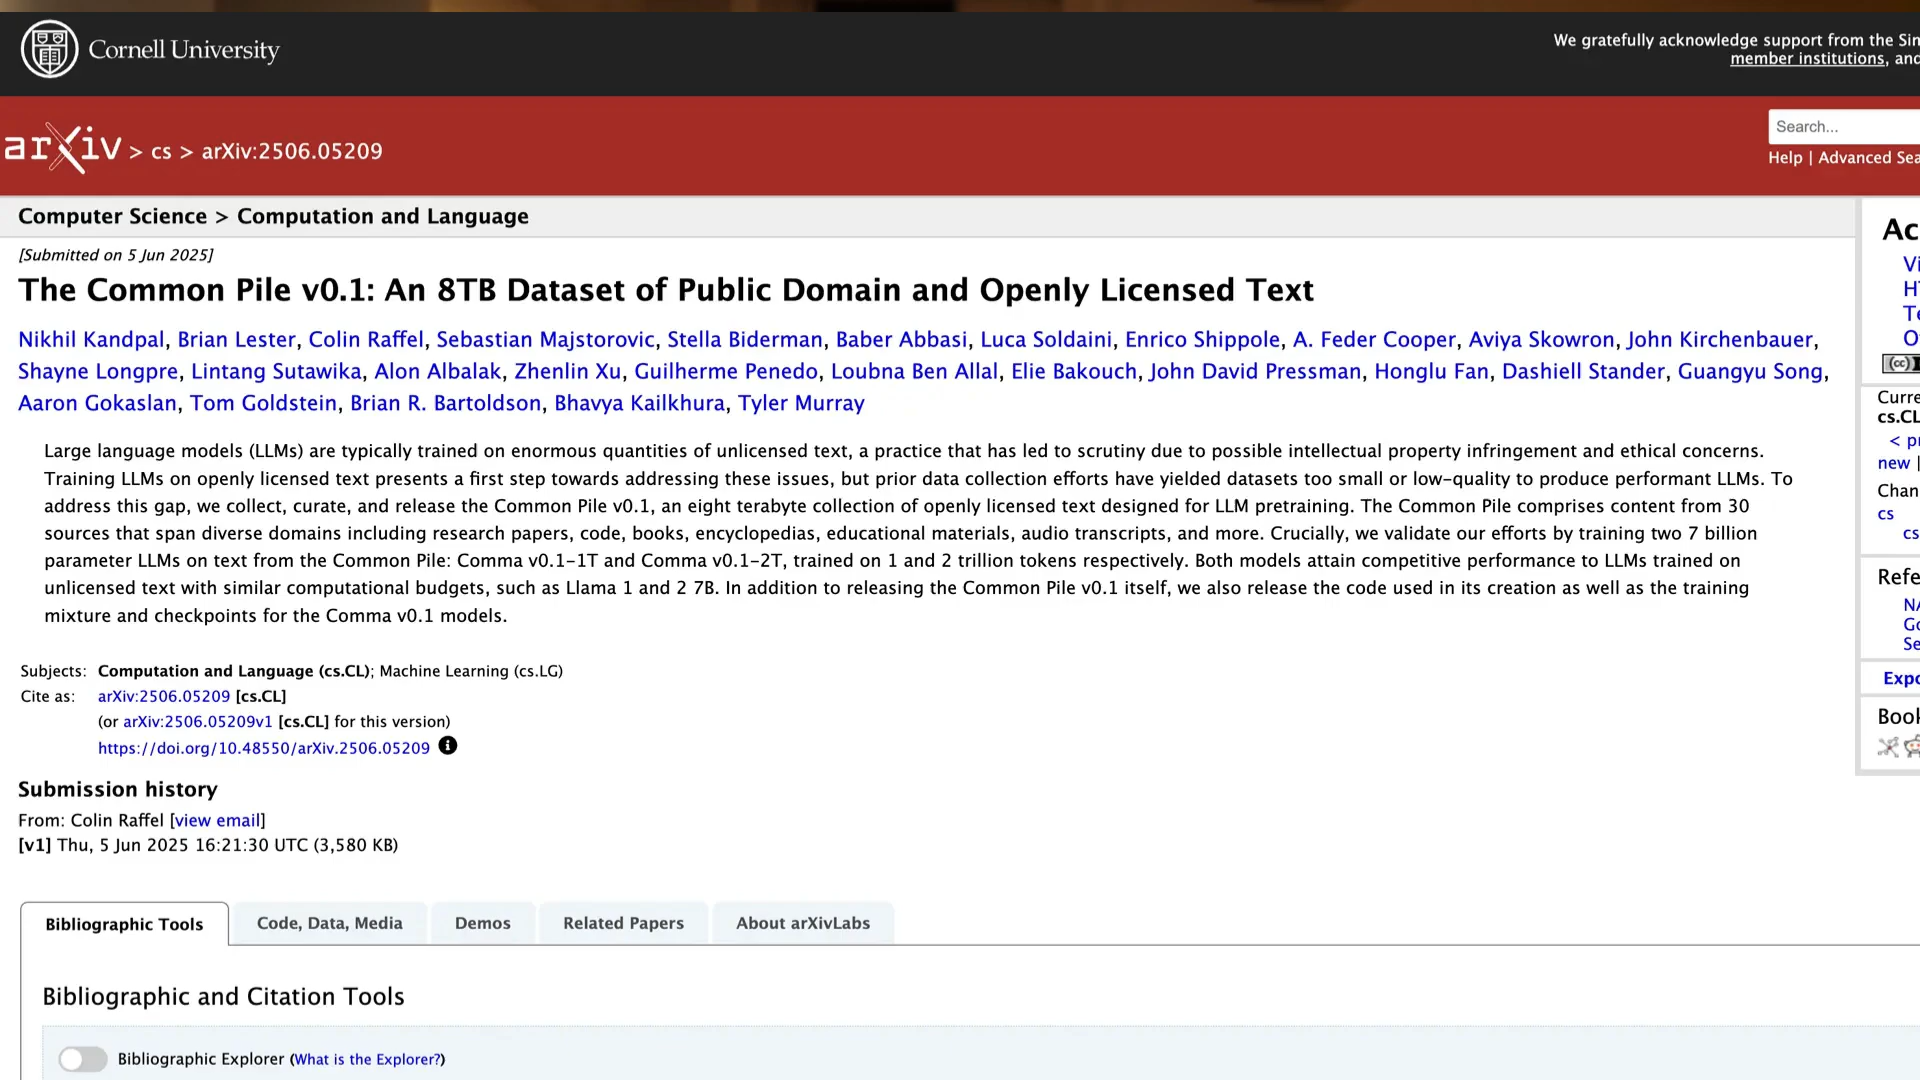 Cornell University
We gratefully acknowledge support from the
member institutions, and
arXiv > cs > arXiv:2506.05209
Search...
Help | Advanced
Computer Science > Computation and Language
[Submitted on 5 Jun 2025]
The Common Pile v0.1: An 8TB Dataset of Public Domain and Openly Licensed Text
Nikhil Kandpal, Brian Lester, Colin Raffel, Sebastian Majstorovic, Stella Biderman, Baber Abbasi, Luca Soldaini, Enrico Shippole, A. Feder Cooper, Aviya Skowron, John Kirchenbauer,
Shayne Longpre, Lintang Sutawika, Alon Albalak, Zhenlin Xu, Guilherme Penedo, Loubna Ben Allal, Elie Bakouch, John David Pressman, Honglu Fan, Dashiell Stander, Guangyu Song,
Aaron Gokaslan, Tom Goldstein, Brian R. Bartoldson, Bhavya Kailkhura, Tyler Murray
Large language models (LLMs) are typically trained on enormous quantities of unlicensed text, a practice that has led to scrutiny due to possible intellectual property infringement and ethical concerns.
Training LLMs on openly licensed text presents a first step towards addressing these issues, but prior data collection efforts have yielded datasets too small or low-quality to produce performant LLMs. To
address this gap, we collect, curate, and release the Common Pile v0.1, an eight terabyte collection of openly licensed text designed for LLM pretraining. The Common Pile comprises content from 30
sources that span diverse domains including research papers, code, books, encyclopedias, educational materials, audio transcripts, and more. Crucially, we validate our efforts by training two 7 billion
parameter LLMs on text from the Common Pile: Comma v0.1-1T and Comma v0.1-2T, trained on 1 and 2 trillion tokens respectively. Both models attain competitive performance to LLMs trained on
unlicensed text with similar computational budgets, such as Llama 1 and 2 7B. In addition to releasing the Common Pile v0.1 itself, we also release the code used in its creation as well as the training
mixture and checkpoints for the Comma v0.1 models.
Subjects: Computation and Language (cs.CL); Machine Learning (cs.LG)
Cite as: arXiv:2506.05209 [cs.CL]
(or arXiv:2506.05209v1 [cs.CL] for this version)
https://doi.org/10.48550/arXiv.2506.05209
Submission history
From: Colin Raffel [view email]
[v1] Thu, 5 Jun 2025 16:21:30 UTC (3,580 KB)
cs.CL
new |
cs
Bibliographic Tools
Code, Data, Media
Demos
Related Papers
About arXivLabs
Bibliographic and Citation Tools
Bibliographic Explorer (What is the Explorer?)